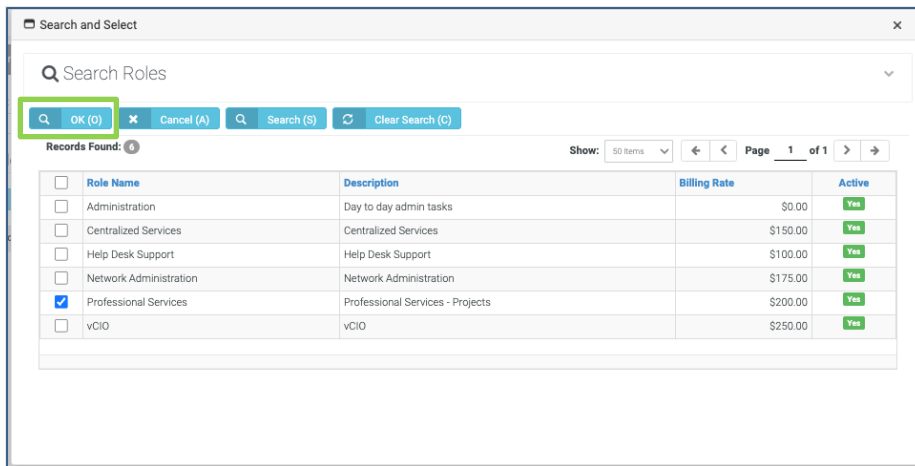 Search and Select
Search Roles
OK (O) Cancel (A) Search (S) Clear Search (C)
Records Found: 6 Show: 50 Items Page 1 of 1
Role Name Description Billing Rate Active
Administration Day to day admin tasks $0.00 Yes
Centralized Services Centralized Services $150.00 Yes
Help Desk Support Help Desk Support $100.00 Yes
Network Administration Network Administration $175.00 Yes
Professional Services Professional Services - Projects $200.00 Yes
vCIO vCIO $250.00 Yes